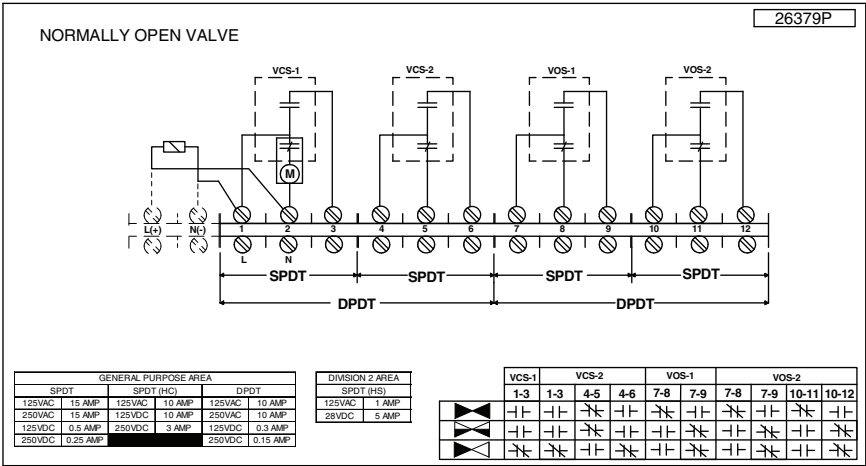 26379P
NORMALLY OPEN VALVE
VCS-1 VCS-2 VOS-1 VOS-2
M
L(+) N(-) 1 2 3 4 5 6 7 8 9 10 11 12
L N
SPDT SPDT SPDT SPDT
DPDT DPDT
GENERAL PURPOSE AREA
SPDT SPDT (HC) DPDT
125VAC 15 AMP 125VAC 10 AMP 125VAC 10 AMP
250VAC 15 AMP 125VDC 10 AMP 250VAC 10 AMP
125VDC 0.5 AMP 250VDC 3 AMP 125VDC 0.3 AMP
250VDC 0.25 AMP 250VDC 0.15 AMP
DIVISION 2 AREA
SPDT (HS)
125VAC 1 AMP
28VDC 5 AMP
VCS-1 VCS-2 VOS-1 VOS-2
1-3 1-3 4-5 4-6 7-8 7-9 7-8 7-9 10-11 10-12